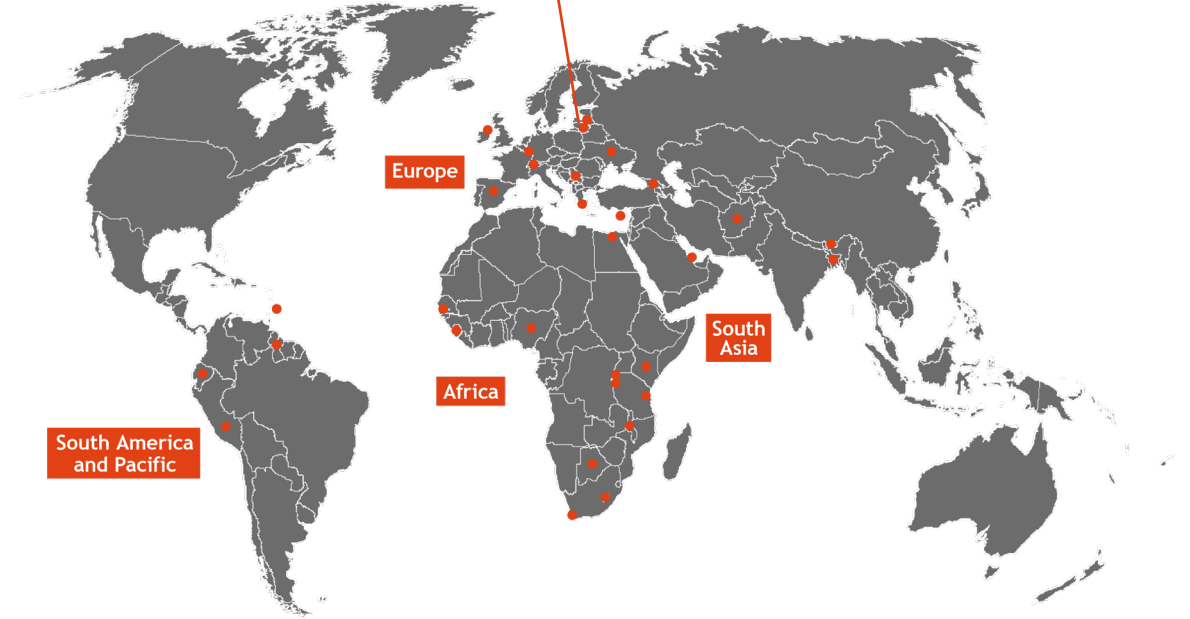 Europe
South
Asia
Africa
South America
and Pacific